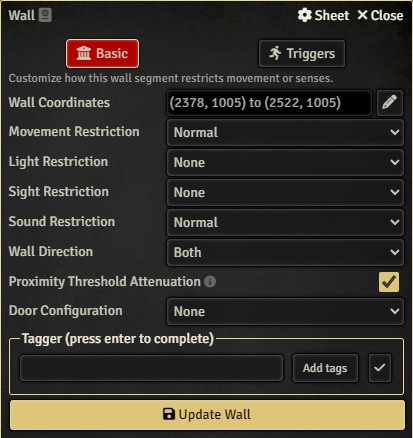 Wall Sheet Close
Basic Triggers
Customize how this wall segment restricts movement or senses.
Wall Coordinates (2378, 1005) to (2522, 1005)
Movement Restriction Normal
Light Restriction None
Sight Restriction None
Sound Restriction Normal
Wall Direction Both
Proximity Threshold Attenuation
Door Configuration None
Tagger (press enter to complete)
Add tags
Update Wall